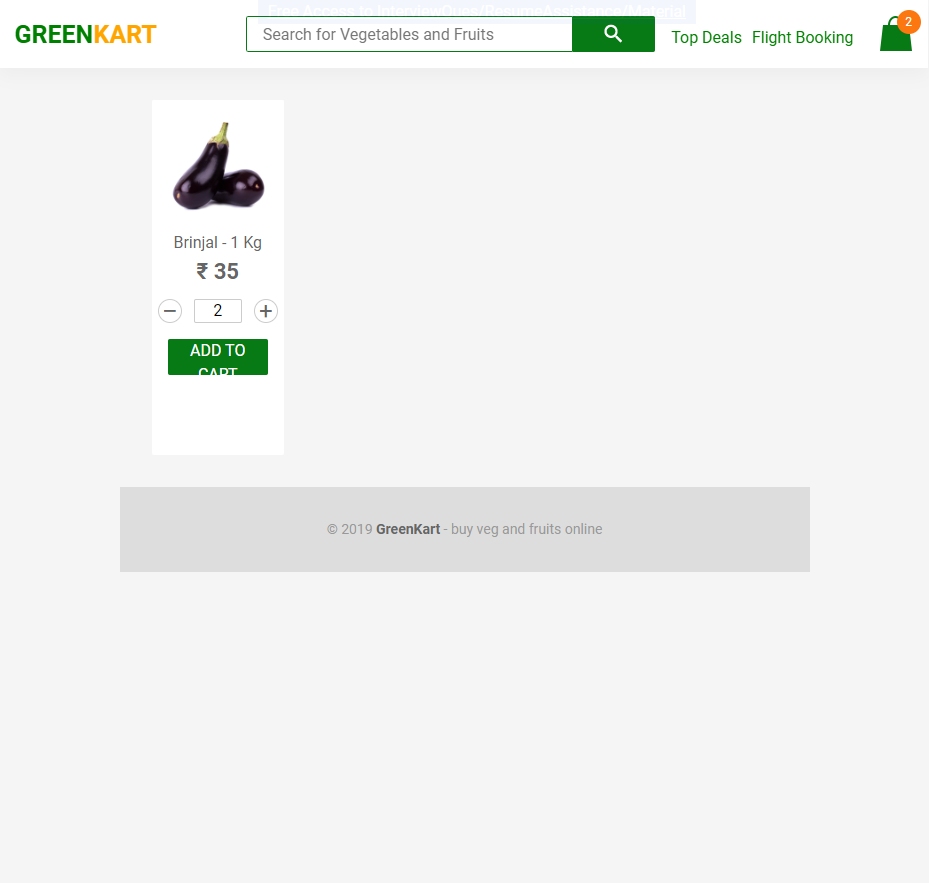 Free Access to InterviewQues/ResumeAssistance/Material
GREENKART
Search for Vegetables and Fruits
Top Deals
Flight Booking
2
Brinjal - 1 Kg
₹ 35
2
ADD TO
CART
© 2019 GreenKart - buy veg and fruits online